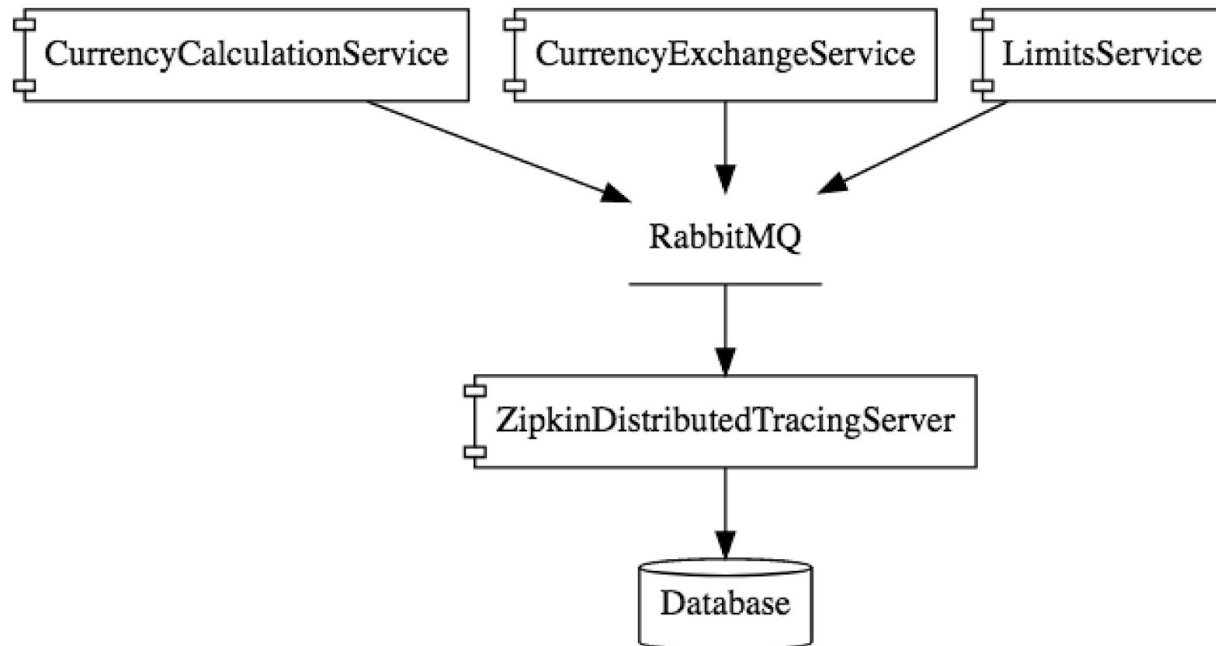 CurrencyCalculationService
CurrencyExchangeService
LimitsService
RabbitMQ
ZipkinDistributedTracingServer
Database